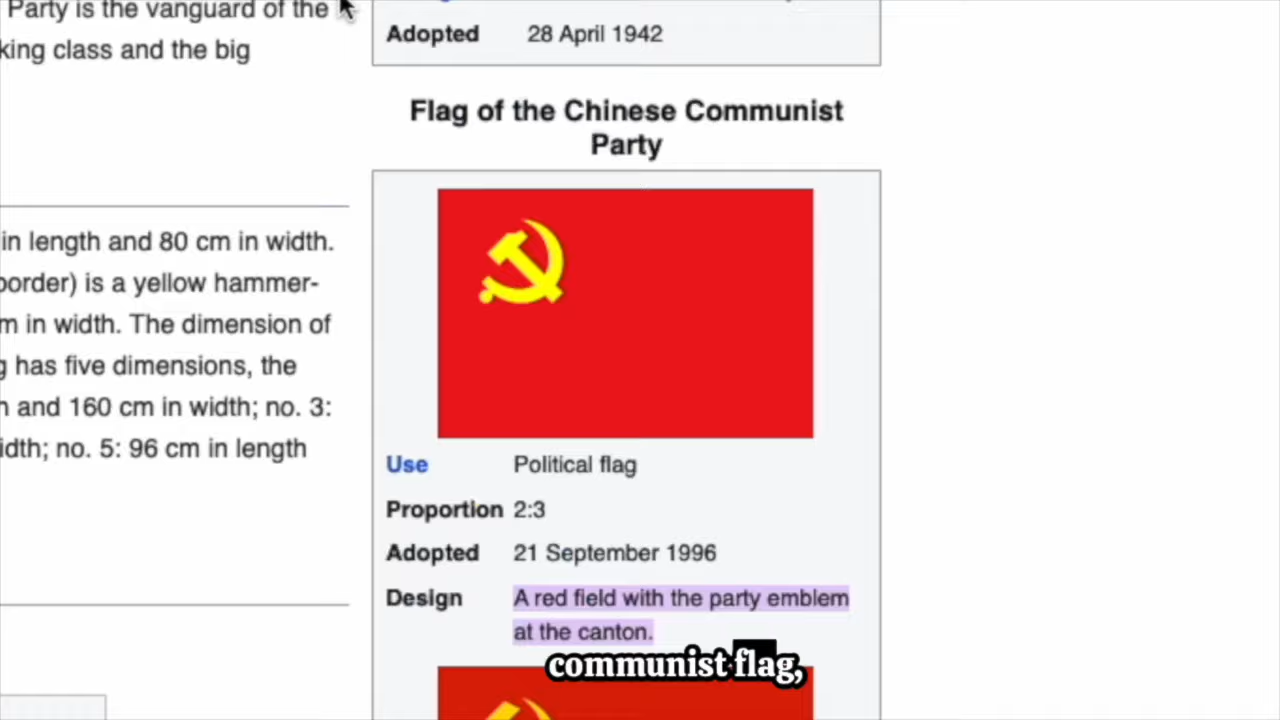 Party is the vanguard of the
king class and the big
in length and 80 cm in width.
border) is a yellow hammer-
m in width. The dimension of
g has five dimensions, the
h and 160 cm in width; no. 3:
idth; no. 5: 96 cm in length
Adopted 28 April 1942
Flag of the Chinese Communist
Party
Use Political flag
Proportion 2:3
Adopted 21 September 1996
Design A red field with the party emblem
at the canton.
communist flag,